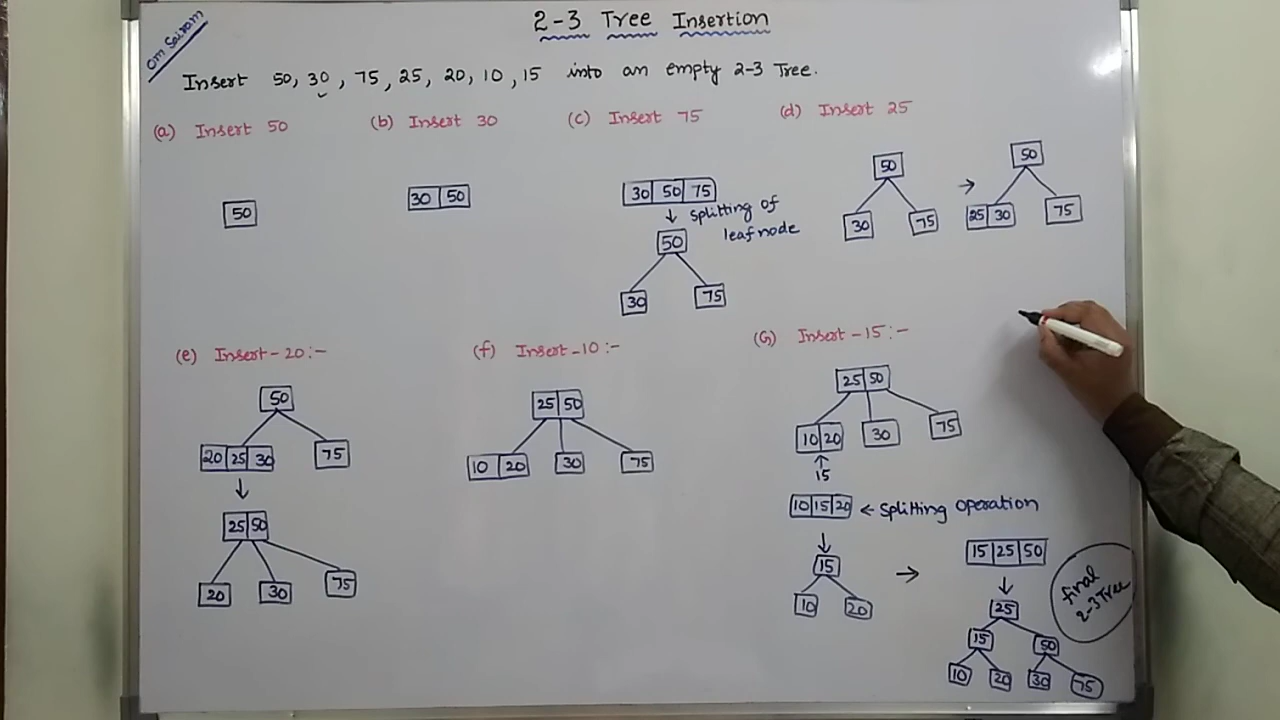 Om Sairam
2-3 Tree Insertion
Insert 50, 30, 75, 25, 20, 10, 15 into an empty 2-3 Tree.
(a) Insert 50
50
(b) Insert 30
30 50
(c) Insert 75
30 50 75
↓ splitting of
leaf node
50
30 75
(d) Insert 25
50 → 50
30 75 25 30 75
(e) Insert-20:-
50
20 25 30 75
↓
25 50
20 30 75
(f) Insert-10:-
25 50
10 20 30 75
(G) Insert-15:-
25 50
10 20 30 75
↑
15
10 15 20 ← Splitting operation
↓
15
10 20
→
15 25 50
↓
25
15 50
10 20 30 75
final
2-3 Tree